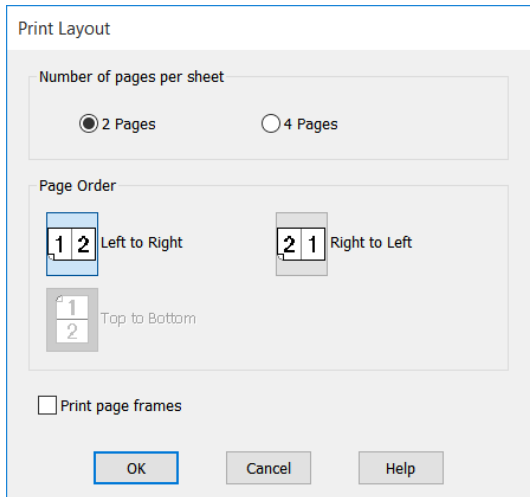 Print Layout
Number of pages per sheet
2 Pages 4 Pages
Page Order
1 2 Left to Right 2 1 Right to Left
1
2 Top to Bottom
Print page frames
OK Cancel Help